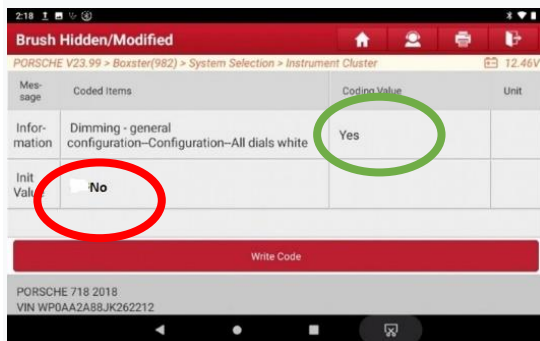 2:18
Brush Hidden/Modified
PORSCHE V23.99 > Boxster(982) > System Selection > Instrument Cluster 12.46V
Mes-
sage Coded Items Coding Value Unit
Infor-
mation Dimming - general
configuration--Configuration--All dials white Yes
Init
Value No
Write Code
PORSCHE 718 2018
VIN WP0AA2A88JK262212